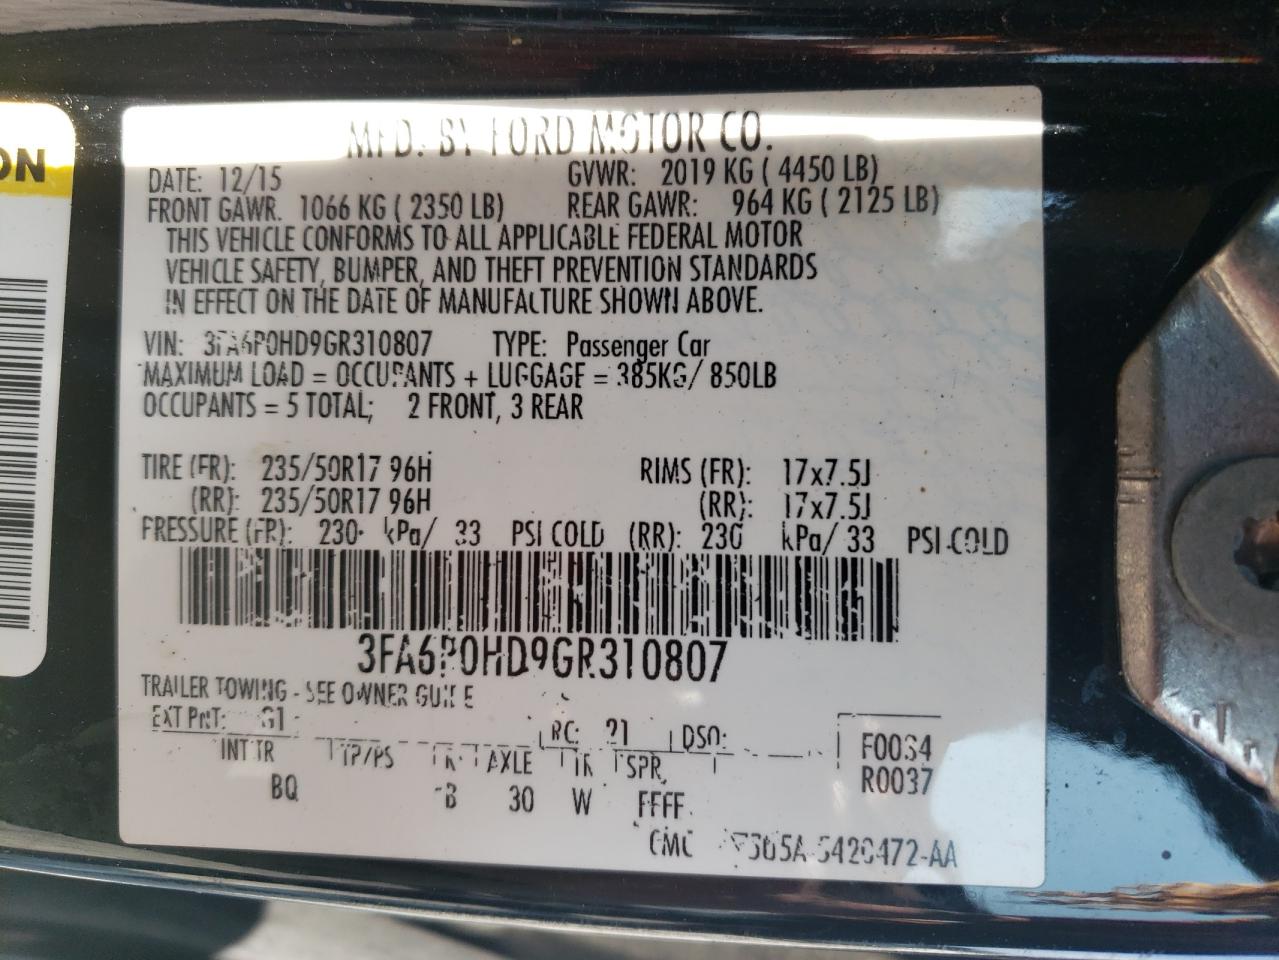 ON
MFD. BY FORD MOTOR CO.
DATE: 12/15 GVWR: 2019 KG ( 4450 LB)
FRONT GAWR. 1066 KG ( 2350 LB) REAR GAWR: 964 KG ( 2125 LB)
THIS VEHICLE CONFORMS TO ALL APPLICABLE FEDERAL MOTOR
VEHICLE SAFETY, BUMPER, AND THEFT PREVENTION STANDARDS
IN EFFECT ON THE DATE OF MANUFACTURE SHOWN ABOVE.
VIN: 3FA6P0HD9GR310807 TYPE: Passenger Car
MAXIMUM LOAD = OCCUPANTS + LUGGAGE = 385KG/ 850LB
OCCUPANTS = 5 TOTAL; 2 FRONT, 3 REAR
TIRE (FR): 235/50R17 96H RIMS (FR): 17x7.5J
(RR): 235/50R17 96H (RR): 17x7.5J
PRESSURE (FR): 230 kPa/ 33 PSI COLD (RR): 230 kPa/ 33 PSI COLD
3FA6P0HD9GR310807
TRAILER TOWING - SEE OWNER GUIDE
EXT PNT: G1 RC: 21 DSO:
INT TR TP/PS R AXLE TR SPR F0034
BQ B 30 W FFFF R0037